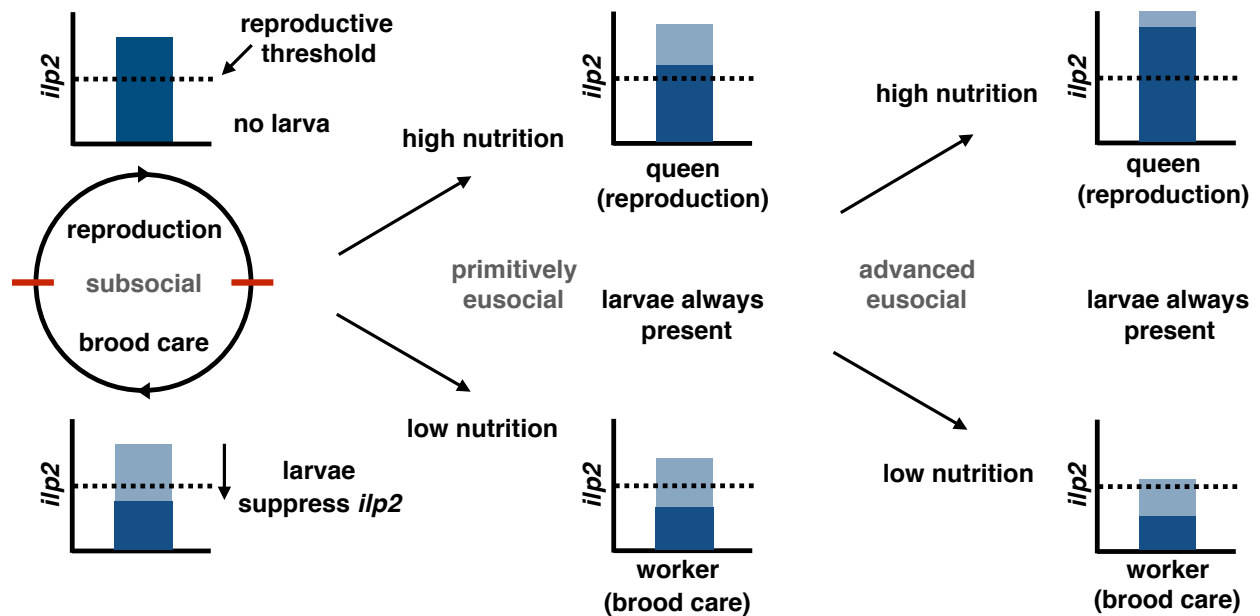 ilp2
reproductive
threshold
no larva
reproduction
subsocial
brood care
ilp2
larvae
suppress ilp2
high nutrition
low nutrition
ilp2
queen
(reproduction)
primitively
eusocial
larvae always
present
ilp2
worker
(brood care)
high nutrition
advanced
eusocial
low nutrition
ilp2
queen
(reproduction)
larvae always
present
ilp2
worker
(brood care)